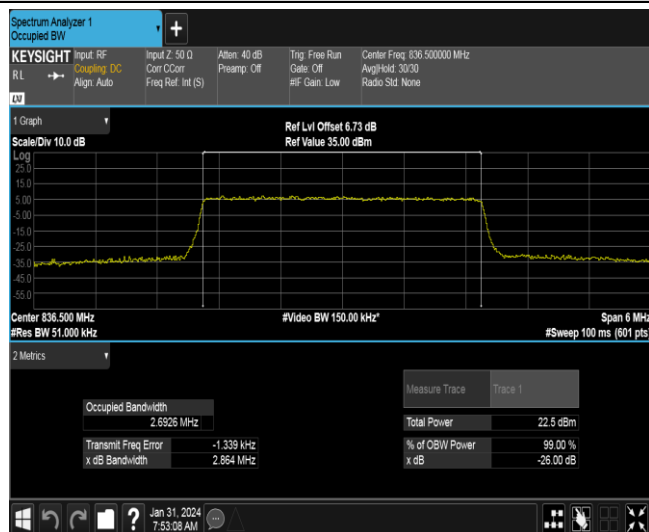 Spectrum Analyzer 1
Occupied BW
+
KEYSIGHT Input: RF Input Z: 50 Ω Atten: 40 dB Trig: Free Run Center Freq: 836.500000 MHz
RL Coupling: DC Corr CCorr Preamp: Off Gate: Off Avg|Hold: 30/30
Align: Auto Freq Ref: Int (S) #IF Gain: Low Radio Std: None
LXI
1 Graph
Ref Lvl Offset 6.73 dB
Scale/Div 10.0 dB Ref Value 35.00 dBm
Log
25.0
15.0
5.00
-5.00
-15.0
-25.0
-35.0
-45.0
-55.0
Center 836.500 MHz #Video BW 150.00 kHz* Span 6 MHz
#Res BW 51.000 kHz #Sweep 100 ms (601 pts)
2 Metrics
Measure Trace Trace 1
Occupied Bandwidth
2.6926 MHz
Total Power 22.5 dBm
Transmit Freq Error -1.339 kHz % of OBW Power 99.00 %
x dB Bandwidth 2.864 MHz x dB -26.00 dB
? Jan 31, 2024
7:53:08 AM